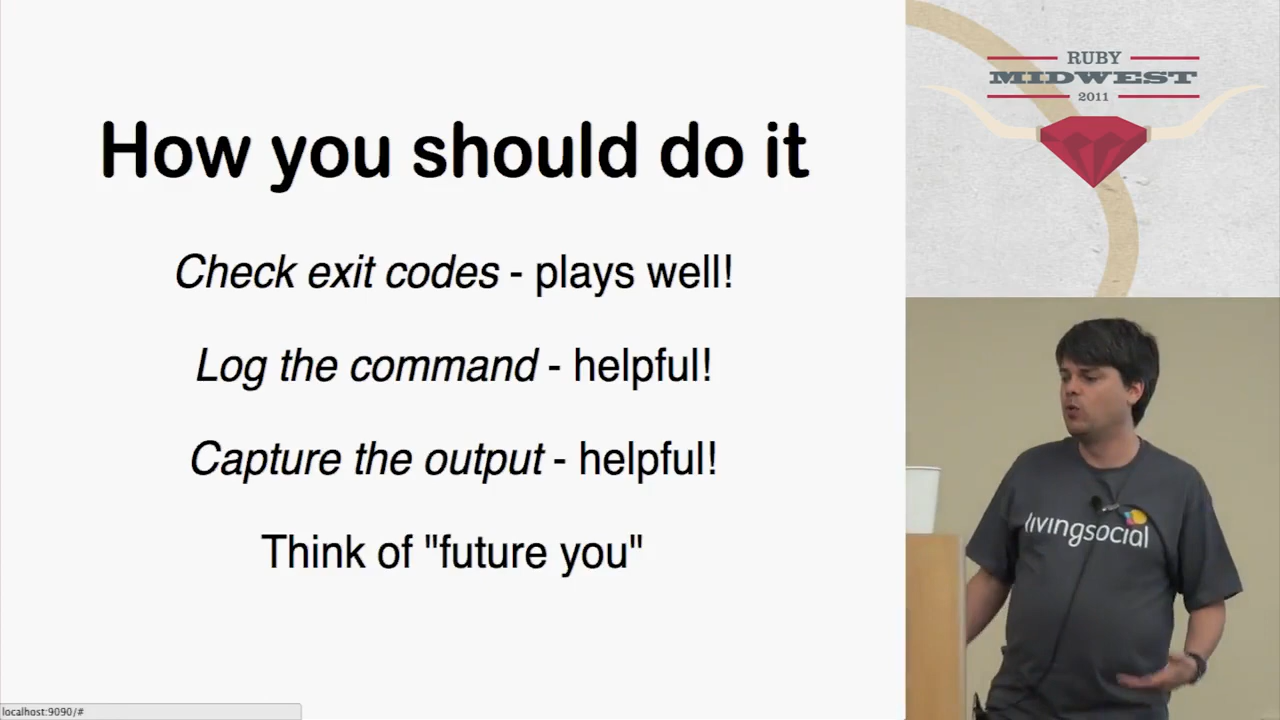 How you should do it
Check exit codes - plays well!
Log the command - helpful!
Capture the output - helpful!
Think of "future you"
localhost:9090/#
RUBY
MIDWEST
2011
livingsocial